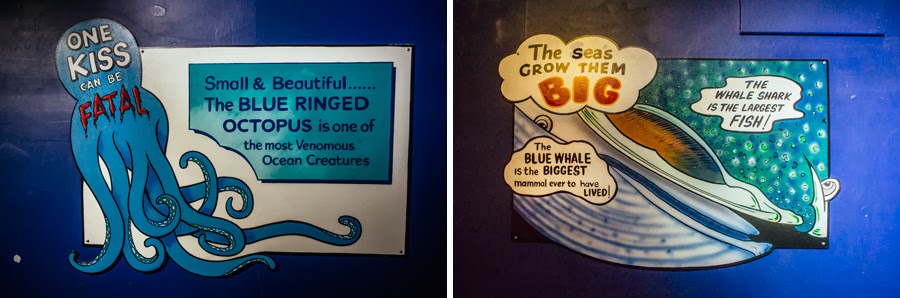 ONE
KISS
CAN BE
FATAL
Small & Beautiful......
The BLUE RINGED
OCTOPUS is one of
the most Venomous
Ocean Creatures
The seas
GROW THEM
BIG
THE
WHALE SHARK
IS THE LARGEST
FISH!
The
BLUE WHALE
is the BIGGEST
mammal ever to have
LIVED!